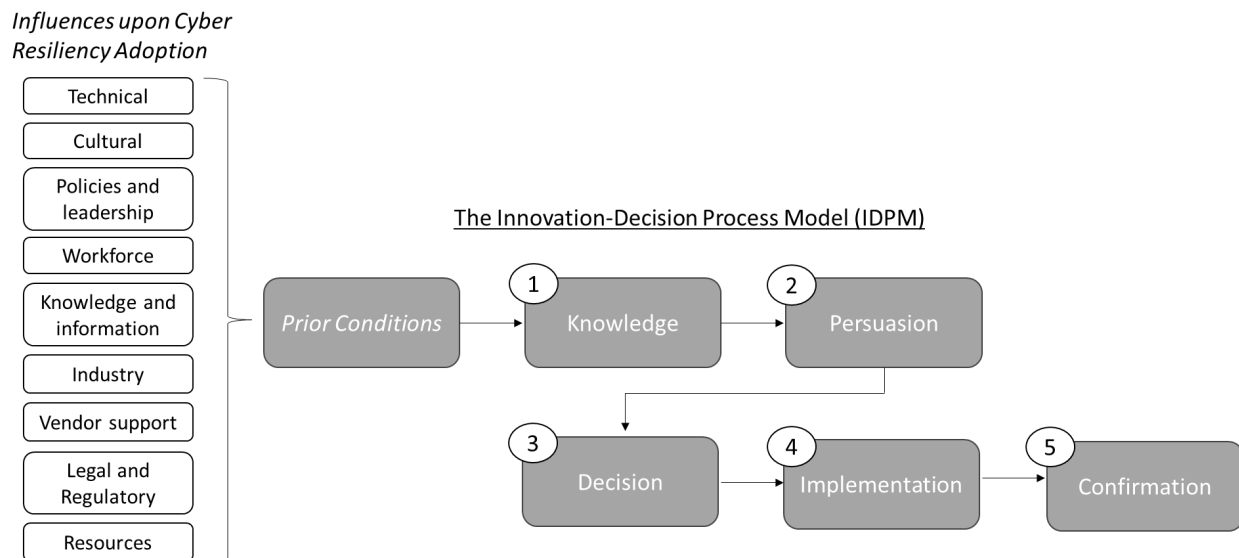 Influences upon Cyber
Resiliency Adoption
Technical
Cultural
Policies and
leadership
Workforce
Knowledge and
information
Industry
Vendor support
Legal and
Regulatory
Resources
The Innovation-Decision Process Model (IDPM)
Prior Conditions
1
Knowledge
2
Persuasion
3
Decision
4
Implementation
5
Confirmation